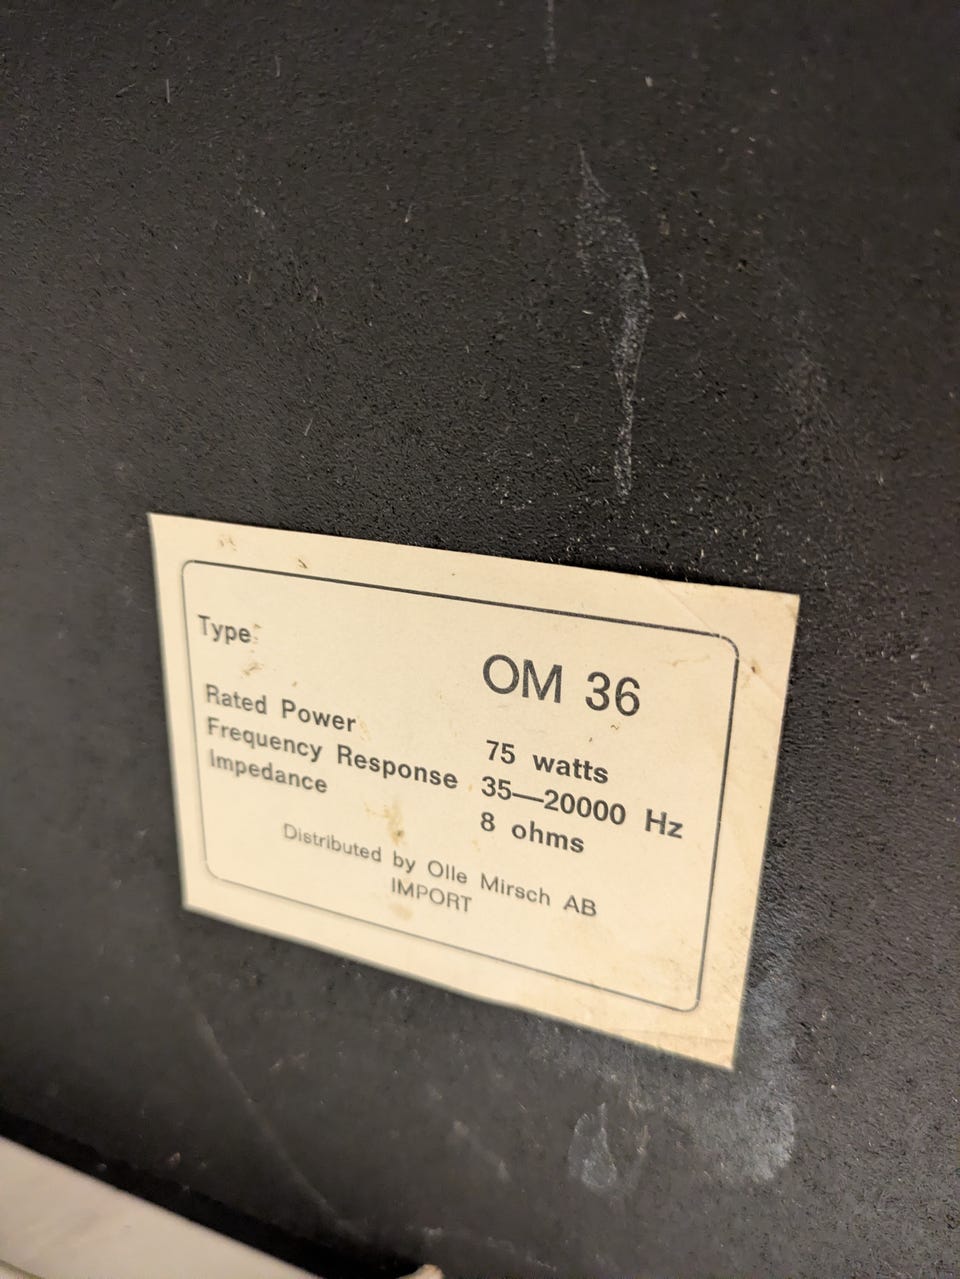 Type OM 36
Rated Power 75 watts
Frequency Response 35—20000 Hz
Impedance 8 ohms
Distributed by Olle Mirsch AB
IMPORT